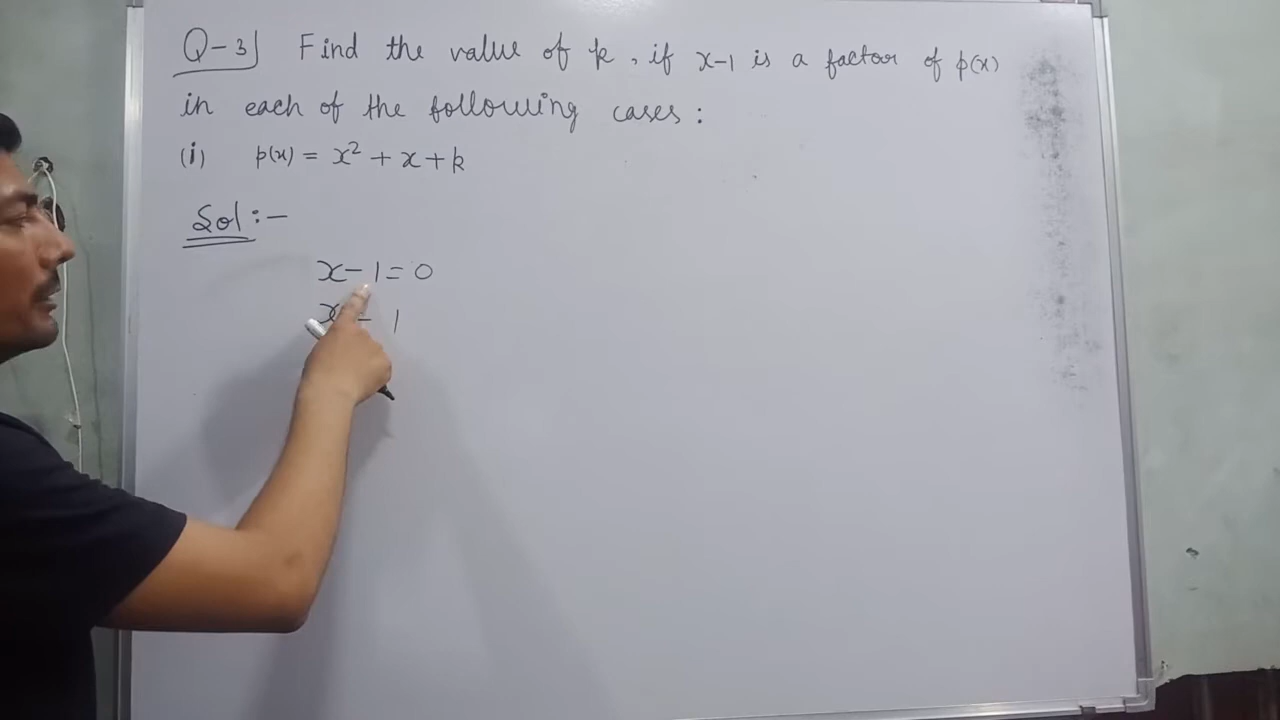 Q-3) Find the value of k, if x-1 is a factor of p(x)
in each of the following cases:
(i) p(x) = x² + x + k
Sol:-
x-1=0
x = 1